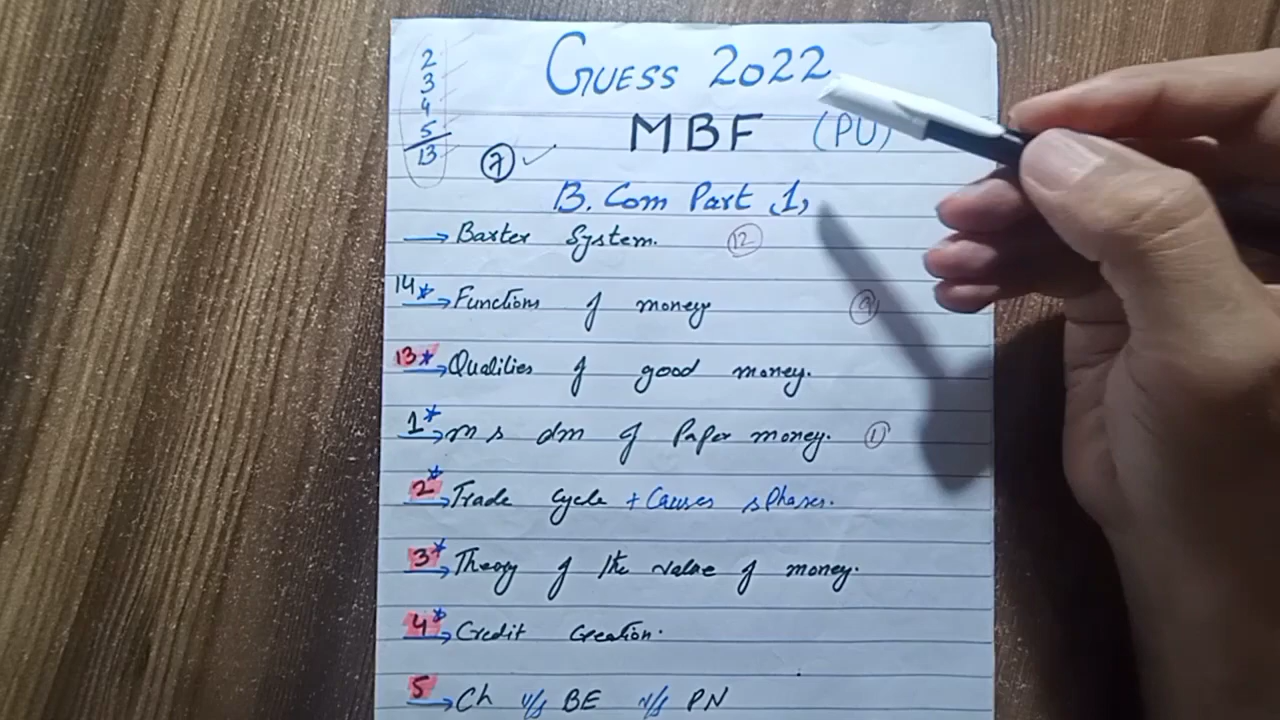 2
3
4
5
13
GUESS 2022
MBF (PU)
7 ✓
B. Com Part 1,
→ Barter System. 12
14* → Functions of money 9
13* → Qualities of good money.
1* → m s dm of Paper money. 1
2* → Trade Cycle + Causes s Phases.
3* → Theory of the value of money.
4* → Credit Creation.
5 → Ch v/s BE v/s PN